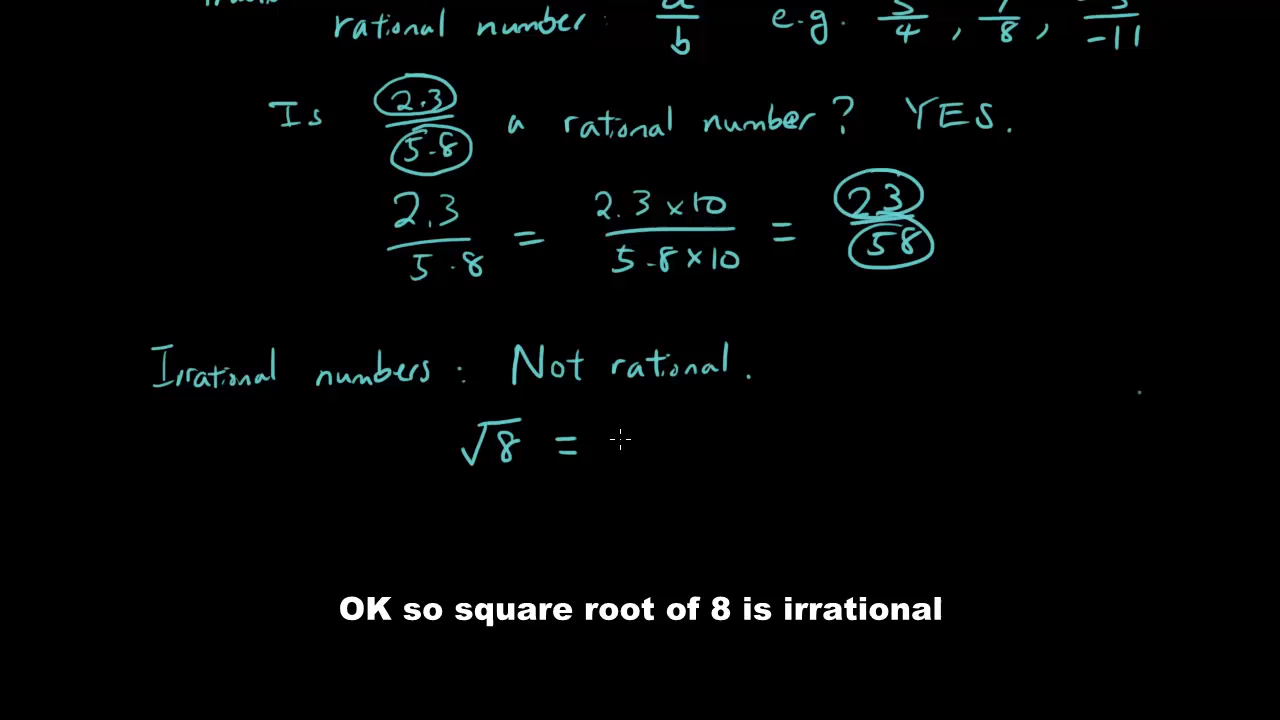 rational number: a/b e.g. 5/4, 7/8, /-11
Is 2.3/5.8 a rational number? YES.
2.3/5.8 = 2.3×10/5.8×10 = 23/58
Irrational numbers: Not rational.
√8 =
OK so square root of 8 is irrational